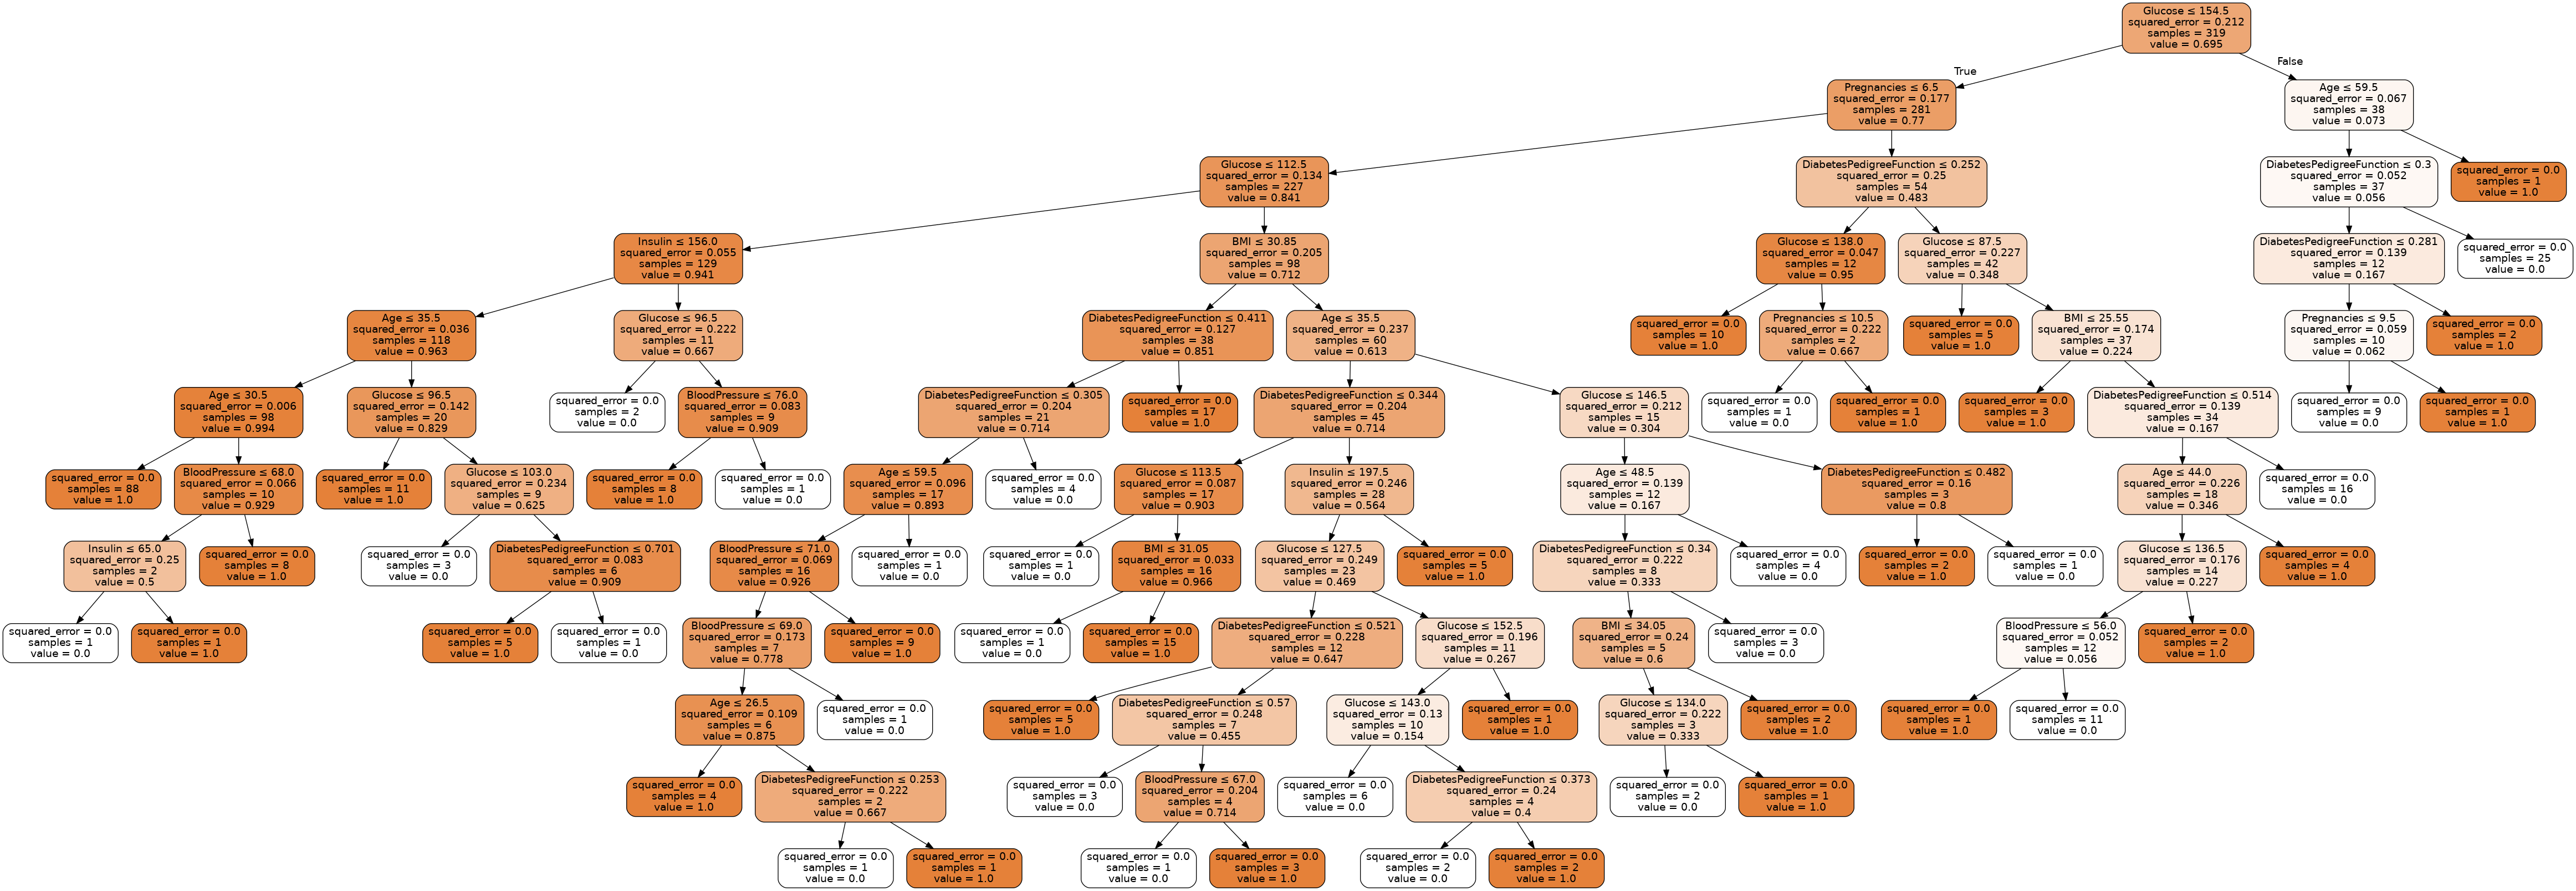 Glucose ≤ 154.5
squared_error = 0.212
samples = 319
value = 0.695
True
False
Pregnancies ≤ 6.5
squared_error = 0.177
samples = 281
value = 0.77
Age ≤ 59.5
squared_error = 0.067
samples = 38
value = 0.073
Glucose ≤ 112.5
squared_error = 0.134
samples = 227
value = 0.841
DiabetesPedigreeFunction ≤ 0.252
squared_error = 0.25
samples = 54
value = 0.483
DiabetesPedigreeFunction ≤ 0.3
squared_error = 0.052
samples = 37
value = 0.056
squared_error = 0.0
samples = 1
value = 1.0
Insulin ≤ 156.0
squared_error = 0.055
samples = 129
value = 0.941
BMI ≤ 30.85
squared_error = 0.205
samples = 98
value = 0.712
Glucose ≤ 138.0
squared_error = 0.047
samples = 12
value = 0.95
Glucose ≤ 87.5
squared_error = 0.227
samples = 42
value = 0.348
DiabetesPedigreeFunction ≤ 0.281
squared_error = 0.139
samples = 12
value = 0.167
squared_error = 0.0
samples = 25
value = 0.0
Age ≤ 35.5
squared_error = 0.036
samples = 118
value = 0.963
Glucose ≤ 96.5
squared_error = 0.222
samples = 11
value = 0.667
DiabetesPedigreeFunction ≤ 0.411
squared_error = 0.127
samples = 38
value = 0.851
Age ≤ 35.5
squared_error = 0.237
samples = 60
value = 0.613
squared_error = 0.0
samples = 10
value = 1.0
Pregnancies ≤ 10.5
squared_error = 0.222
samples = 2
value = 0.667
squared_error = 0.0
samples = 5
value = 1.0
BMI ≤ 25.55
squared_error = 0.174
samples = 37
value = 0.224
Pregnancies ≤ 9.5
squared_error = 0.059
samples = 10
value = 0.062
squared_error = 0.0
samples = 2
value = 1.0
Age ≤ 30.5
squared_error = 0.006
samples = 98
value = 0.994
Glucose ≤ 96.5
squared_error = 0.142
samples = 20
value = 0.829
squared_error = 0.0
samples = 2
value = 0.0
BloodPressure ≤ 76.0
squared_error = 0.083
samples = 9
value = 0.909
DiabetesPedigreeFunction ≤ 0.305
squared_error = 0.204
samples = 21
value = 0.714
squared_error = 0.0
samples = 17
value = 1.0
DiabetesPedigreeFunction ≤ 0.344
squared_error = 0.204
samples = 45
value = 0.714
Glucose ≤ 146.5
squared_error = 0.212
samples = 15
value = 0.304
squared_error = 0.0
samples = 1
value = 0.0
squared_error = 0.0
samples = 1
value = 1.0
squared_error = 0.0
samples = 3
value = 1.0
DiabetesPedigreeFunction ≤ 0.514
squared_error = 0.139
samples = 34
value = 0.167
squared_error = 0.0
samples = 9
value = 0.0
squared_error = 0.0
samples = 1
value = 1.0
squared_error = 0.0
samples = 88
value = 1.0
BloodPressure ≤ 68.0
squared_error = 0.066
samples = 10
value = 0.929
squared_error = 0.0
samples = 11
value = 1.0
Glucose ≤ 103.0
squared_error = 0.234
samples = 9
value = 0.625
squared_error = 0.0
samples = 8
value = 1.0
squared_error = 0.0
samples = 1
value = 0.0
Age ≤ 59.5
squared_error = 0.096
samples = 17
value = 0.893
squared_error = 0.0
samples = 4
value = 0.0
Glucose ≤ 113.5
squared_error = 0.087
samples = 17
value = 0.903
Insulin ≤ 197.5
squared_error = 0.246
samples = 28
value = 0.564
Age ≤ 48.5
squared_error = 0.139
samples = 12
value = 0.167
DiabetesPedigreeFunction ≤ 0.482
squared_error = 0.16
samples = 3
value = 0.8
Age ≤ 44.0
squared_error = 0.226
samples = 18
value = 0.346
squared_error = 0.0
samples = 16
value = 0.0
Insulin ≤ 65.0
squared_error = 0.25
samples = 2
value = 0.5
squared_error = 0.0
samples = 8
value = 1.0
squared_error = 0.0
samples = 3
value = 0.0
DiabetesPedigreeFunction ≤ 0.701
squared_error = 0.083
samples = 6
value = 0.909
BloodPressure ≤ 71.0
squared_error = 0.069
samples = 16
value = 0.926
squared_error = 0.0
samples = 1
value = 0.0
squared_error = 0.0
samples = 1
value = 0.0
BMI ≤ 31.05
squared_error = 0.033
samples = 16
value = 0.966
Glucose ≤ 127.5
squared_error = 0.249
samples = 23
value = 0.469
squared_error = 0.0
samples = 5
value = 1.0
DiabetesPedigreeFunction ≤ 0.34
squared_error = 0.222
samples = 8
value = 0.333
squared_error = 0.0
samples = 4
value = 0.0
squared_error = 0.0
samples = 2
value = 1.0
squared_error = 0.0
samples = 1
value = 0.0
Glucose ≤ 136.5
squared_error = 0.176
samples = 14
value = 0.227
squared_error = 0.0
samples = 4
value = 1.0
squared_error = 0.0
samples = 1
value = 0.0
squared_error = 0.0
samples = 1
value = 1.0
squared_error = 0.0
samples = 5
value = 1.0
squared_error = 0.0
samples = 1
value = 0.0
BloodPressure ≤ 69.0
squared_error = 0.173
samples = 7
value = 0.778
squared_error = 0.0
samples = 9
value = 1.0
squared_error = 0.0
samples = 1
value = 0.0
squared_error = 0.0
samples = 15
value = 1.0
DiabetesPedigreeFunction ≤ 0.521
squared_error = 0.228
samples = 12
value = 0.647
Glucose ≤ 152.5
squared_error = 0.196
samples = 11
value = 0.267
BMI ≤ 34.05
squared_error = 0.24
samples = 5
value = 0.6
squared_error = 0.0
samples = 3
value = 0.0
BloodPressure ≤ 56.0
squared_error = 0.052
samples = 12
value = 0.056
squared_error = 0.0
samples = 2
value = 1.0
Age ≤ 26.5
squared_error = 0.109
samples = 6
value = 0.875
squared_error = 0.0
samples = 1
value = 0.0
squared_error = 0.0
samples = 5
value = 1.0
DiabetesPedigreeFunction ≤ 0.57
squared_error = 0.248
samples = 7
value = 0.455
Glucose ≤ 143.0
squared_error = 0.13
samples = 10
value = 0.154
squared_error = 0.0
samples = 1
value = 1.0
Glucose ≤ 134.0
squared_error = 0.222
samples = 3
value = 0.333
squared_error = 0.0
samples = 2
value = 1.0
squared_error = 0.0
samples = 1
value = 1.0
squared_error = 0.0
samples = 11
value = 0.0
squared_error = 0.0
samples = 4
value = 1.0
DiabetesPedigreeFunction ≤ 0.253
squared_error = 0.222
samples = 2
value = 0.667
squared_error = 0.0
samples = 3
value = 0.0
BloodPressure ≤ 67.0
squared_error = 0.204
samples = 4
value = 0.714
squared_error = 0.0
samples = 6
value = 0.0
DiabetesPedigreeFunction ≤ 0.373
squared_error = 0.24
samples = 4
value = 0.4
squared_error = 0.0
samples = 2
value = 0.0
squared_error = 0.0
samples = 1
value = 1.0
squared_error = 0.0
samples = 1
value = 0.0
squared_error = 0.0
samples = 1
value = 1.0
squared_error = 0.0
samples = 1
value = 0.0
squared_error = 0.0
samples = 3
value = 1.0
squared_error = 0.0
samples = 2
value = 0.0
squared_error = 0.0
samples = 2
value = 1.0